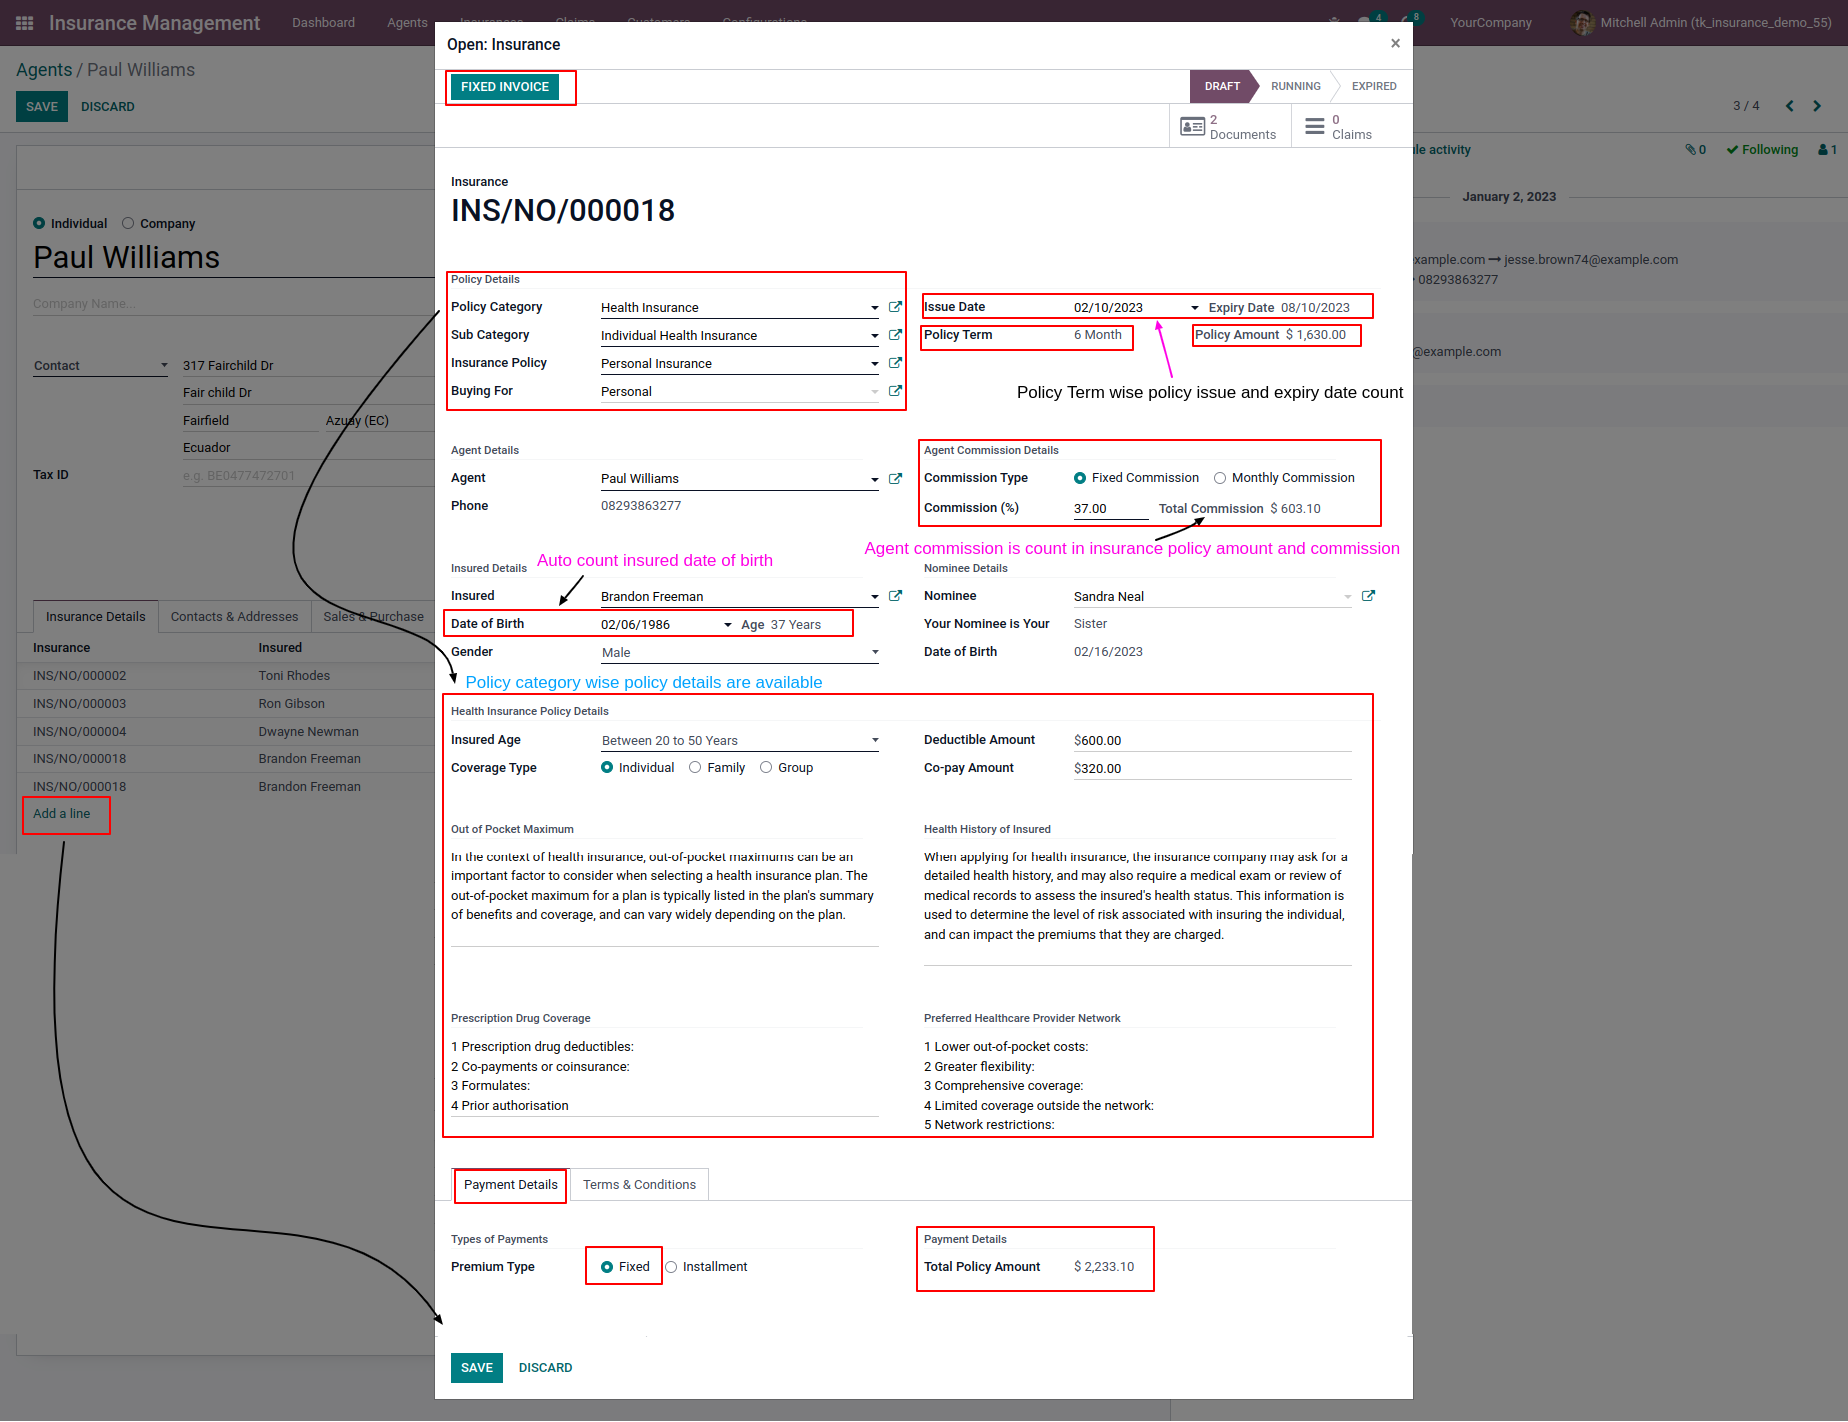 Insurance Management Dashboard Agents Insurances Claims Customers Configurations 4 8 YourCompany Mitchell Admin (tk_insurance_demo_55)
Agents / Paul Williams
SAVE DISCARD
3 / 4
ule activity
0 Following 1
January 2, 2023
Individual Company
Paul Williams
Company Name...
example.com → jesse.brown74@example.com
08293863277
@example.com
Contact 317 Fairchild Dr
Fair child Dr
Fairfield Azuay (EC)
Ecuador
Tax ID e.g. BE0477472701
Insurance Details Contacts & Addresses Sales & Purchase
Insurance Insured
INS/NO/000002 Toni Rhodes
INS/NO/000003 Ron Gibson
INS/NO/000004 Dwayne Newman
INS/NO/000018 Brandon Freeman
INS/NO/000018 Brandon Freeman
Add a line
Open: Insurance ×
FIXED INVOICE DRAFT RUNNING EXPIRED
2 Documents
0 Claims
Insurance
INS/NO/000018
Policy Details
Policy Category Health Insurance
Sub Category Individual Health Insurance
Insurance Policy Personal Insurance
Buying For Personal
Issue Date 02/10/2023 Expiry Date 08/10/2023
Policy Term 6 Month Policy Amount $ 1,630.00
Policy Term wise policy issue and expiry date count
Agent Details
Agent Paul Williams
Phone 08293863277
Agent Commission Details
Commission Type Fixed Commission Monthly Commission
Commission (%) 37.00 Total Commission $ 603.10
Agent commission is count in insurance policy amount and commission
Auto count insured date of birth
Insured Details
Insured Brandon Freeman
Date of Birth 02/06/1986 Age 37 Years
Gender Male
Nominee Details
Nominee Sandra Neal
Your Nominee is Your Sister
Date of Birth 02/16/2023
Policy category wise policy details are available
Health Insurance Policy Details
Insured Age Between 20 to 50 Years
Coverage Type Individual Family Group
Deductible Amount $600.00
Co-pay Amount $320.00
Out of Pocket Maximum
In the context of health insurance, out-of-pocket maximums can be an
important factor to consider when selecting a health insurance plan. The
out-of-pocket maximum for a plan is typically listed in the plan's summary
of benefits and coverage, and can vary widely depending on the plan.
Health History of Insured
When applying for health insurance, the insurance company may ask for a
detailed health history, and may also require a medical exam or review of
medical records to assess the insured's health status. This information is
used to determine the level of risk associated with insuring the individual,
and can impact the premiums that they are charged.
Prescription Drug Coverage
1 Prescription drug deductibles:
2 Co-payments or coinsurance:
3 Formulates:
4 Prior authorisation
Preferred Healthcare Provider Network
1 Lower out-of-pocket costs:
2 Greater flexibility:
3 Comprehensive coverage:
4 Limited coverage outside the network:
5 Network restrictions:
Payment Details Terms & Conditions
Types of Payments
Premium Type Fixed Installment
Payment Details
Total Policy Amount $ 2,233.10
SAVE DISCARD